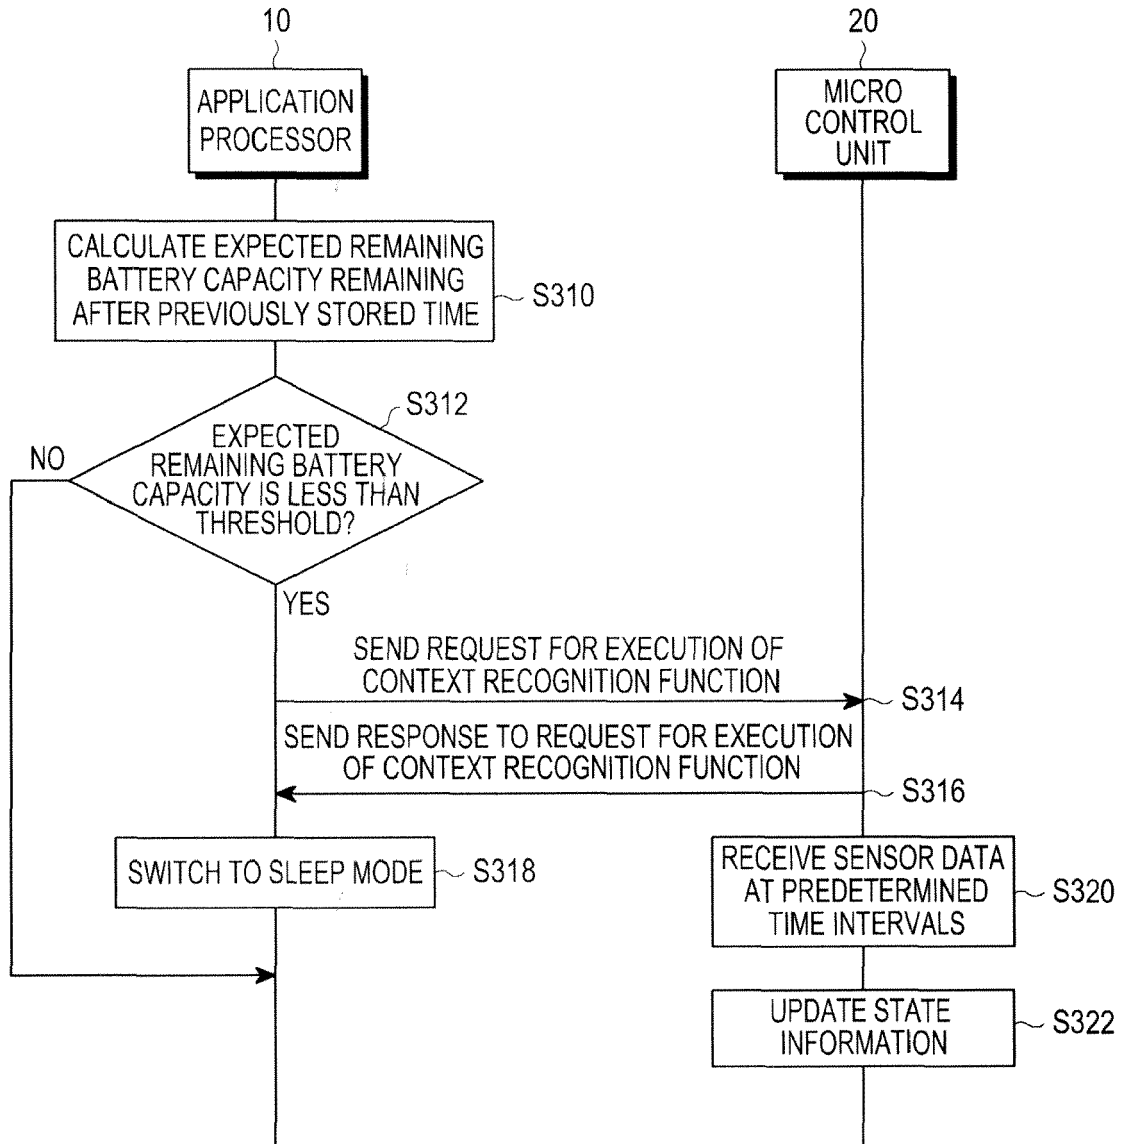 10
20
APPLICATION
PROCESSOR
MICRO
CONTROL
UNIT
CALCULATE EXPECTED REMAINING
BATTERY CAPACITY REMAINING
AFTER PREVIOUSLY STORED TIME
S310
S312
NO
EXPECTED
REMAINING BATTERY
CAPACITY IS LESS THAN
THRESHOLD?
YES
SEND REQUEST FOR EXECUTION OF
CONTEXT RECOGNITION FUNCTION
S314
SEND RESPONSE TO REQUEST FOR EXECUTION
OF CONTEXT RECOGNITION FUNCTION
S316
SWITCH TO SLEEP MODE
S318
RECEIVE SENSOR DATA
AT PREDETERMINED
TIME INTERVALS
S320
UPDATE STATE
INFORMATION
S322